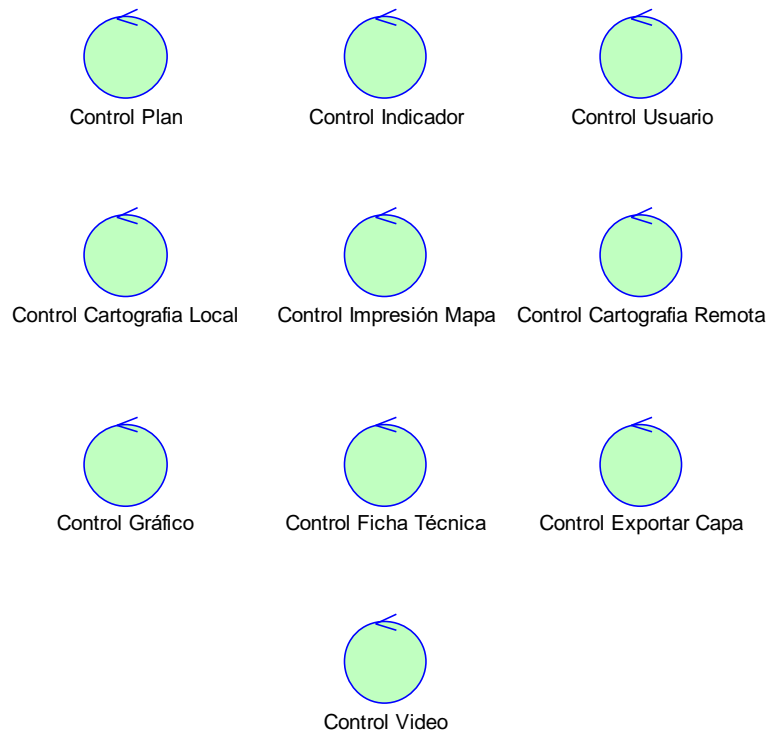 Control Plan
Control Indicador
Control Usuario
Control Cartografia Local
Control Impresión Mapa
Control Cartografia Remota
Control Gráfico
Control Ficha Técnica
Control Exportar Capa
Control Video